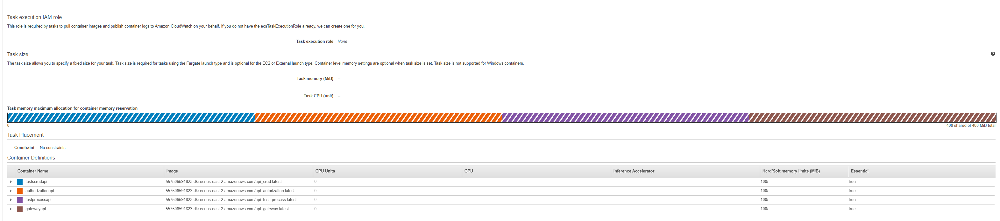 Task execution IAM role
This role is required by tasks to pull container images and publish container logs to Amazon CloudWatch on your behalf. If you do not have the ecsTaskExecutionRole already, we can create one for you.
Task execution role None
Task size
The task size allows you to specify a fixed size for your task. Task size is required for tasks using the Fargate launch type and is optional for the EC2 or External launch type. Container level memory settings are optional when task size is set. Task size is not supported for Windows containers.
Task memory (MiB) --
Task CPU (unit) --
Task memory maximum allocation for container memory reservation
0
400 shared of 400 MiB total
Task Placement
Constraint No constraints
Container Definitions
Container Name Image CPU Units GPU Inference Accelerator Hard/Soft memory limits (MiB) Essential
testscrudapi 557506591823.dkr.ecr.us-east-2.amazonaws.com/api_crud:latest 0 100/-- true
authorizationapi 557506591823.dkr.ecr.us-east-2.amazonaws.com/api_autorization:latest 0 100/-- true
testprocessapi 557506591823.dkr.ecr.us-east-2.amazonaws.com/api_test_process:latest 0 100/-- true
gatewayapi 557506591823.dkr.ecr.us-east-2.amazonaws.com/api_gateway:latest 0 100/-- true